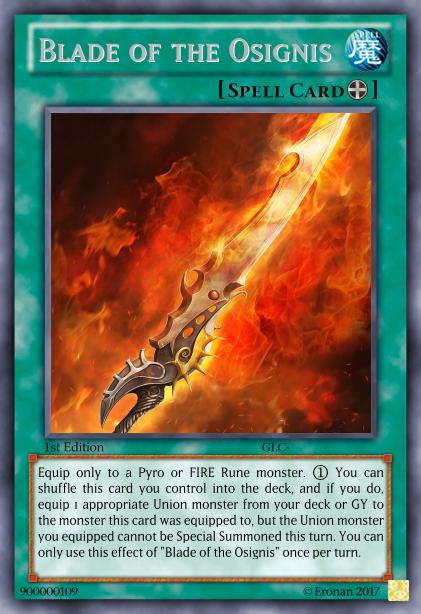 BLADE OF THE OSIGNIS
SPELL
魔
[SPELL CARD]
1st Edition GLC-
Equip only to a Pyro or FIRE Rune monster. ① You can
shuffle this card you control into the deck, and if you do,
equip 1 appropriate Union monster from your deck or GY to
the monster this card was equipped to, but the Union monster
you equipped cannot be Special Summoned this turn. You can
only use this effect of "Blade of the Osignis" once per turn.
900000109 © Eronan 2017